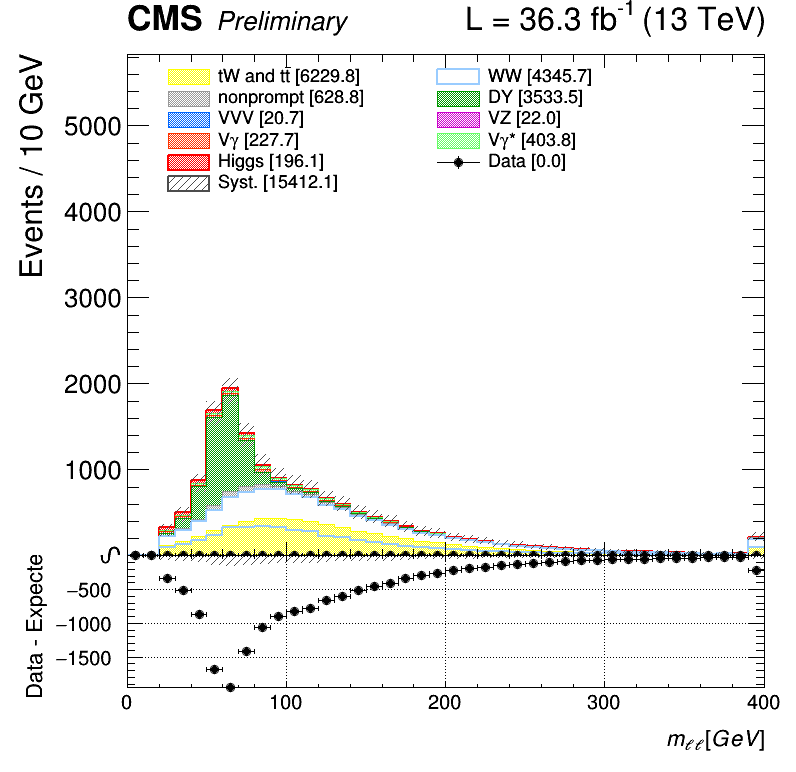 CMS Preliminary L = 36.3 fb-1 (13 TeV)
Events / 10 GeV
tW and tt̄ [6229.8]
nonprompt [628.8]
VVV [20.7]
Vγ [227.7]
Higgs [196.1]
Syst. [15412.1]
WW [4345.7]
DY [3533.5]
VZ [22.0]
Vγ* [403.8]
Data [0.0]
5000
4000
3000
2000
1000
0
Data - Expecte
−500
−1000
−1500
0 100 200 300 400
mℓℓ[GeV]